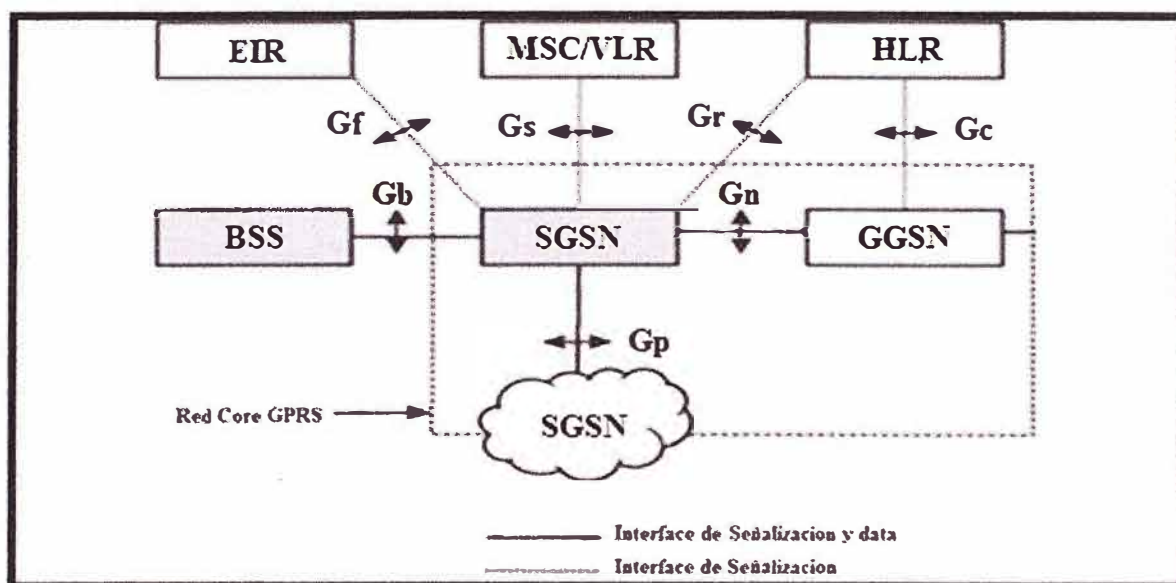 EIR MSC/VLR HLR
Gf Gs Gr Gc
Gb Gn
BSS SGSN GGSN
Gp
Red Core GPRS
SGSN
Interface de Señalizacion y data
Interface de Señalizacion